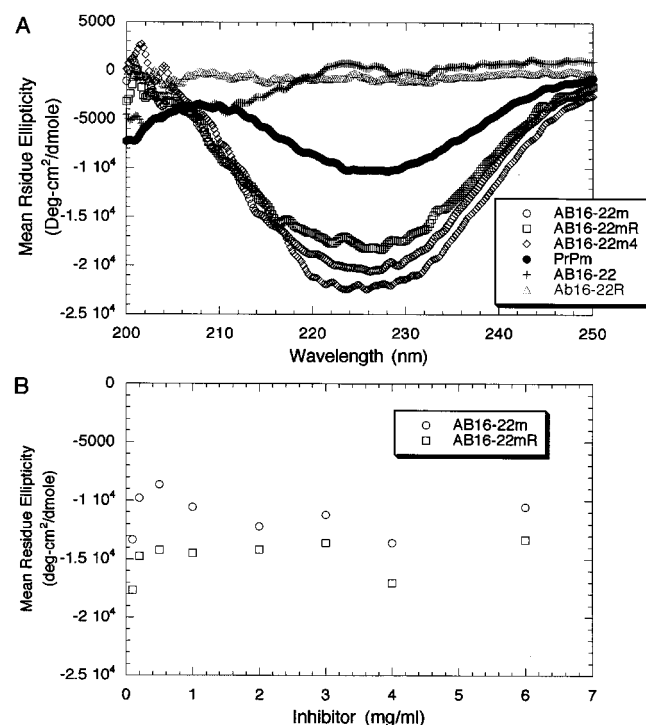 A
5000
0
-5000
-1 10⁴
-1.5 10⁴
-2 10⁴
-2.5 10⁴
Mean Rsidue Ellipticity
(Deg-cm²/dmole)
AB16-22m
AB16-22mR
AB16-22m4
PrPm
AB16-22
Ab16-22R
200 210 220 230 240 250
Wavelength (nm)
B
0
-5000
-1 10⁴
-1.5 10⁴
-2 10⁴
-2.5 10⁴
Mean Residue Ellipticity
(deg-cm²/dmole)
AB16-22m
AB16-22mR
0 1 2 3 4 5 6 7
Inhibitor (mg/ml)